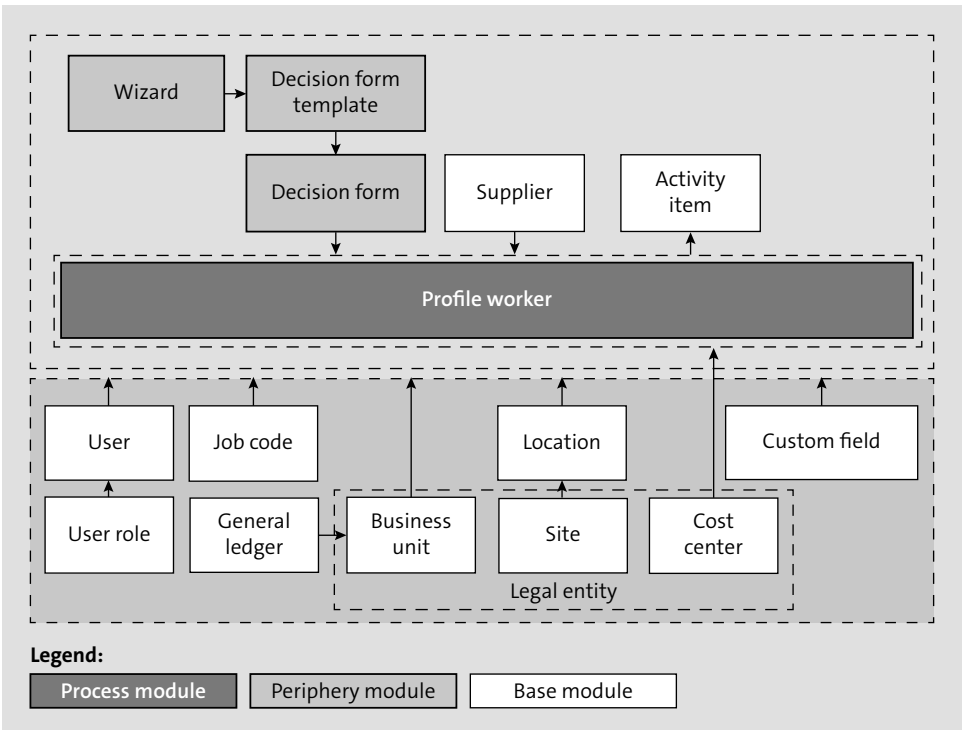 Wizard
Decision form
template
Decision form
Supplier
Activity
item
Profile worker
User
Job code
Location
Custom field
User role
General
ledger
Business
unit
Site
Cost
center
Legal entity
Legend:
Process module
Periphery module
Base module